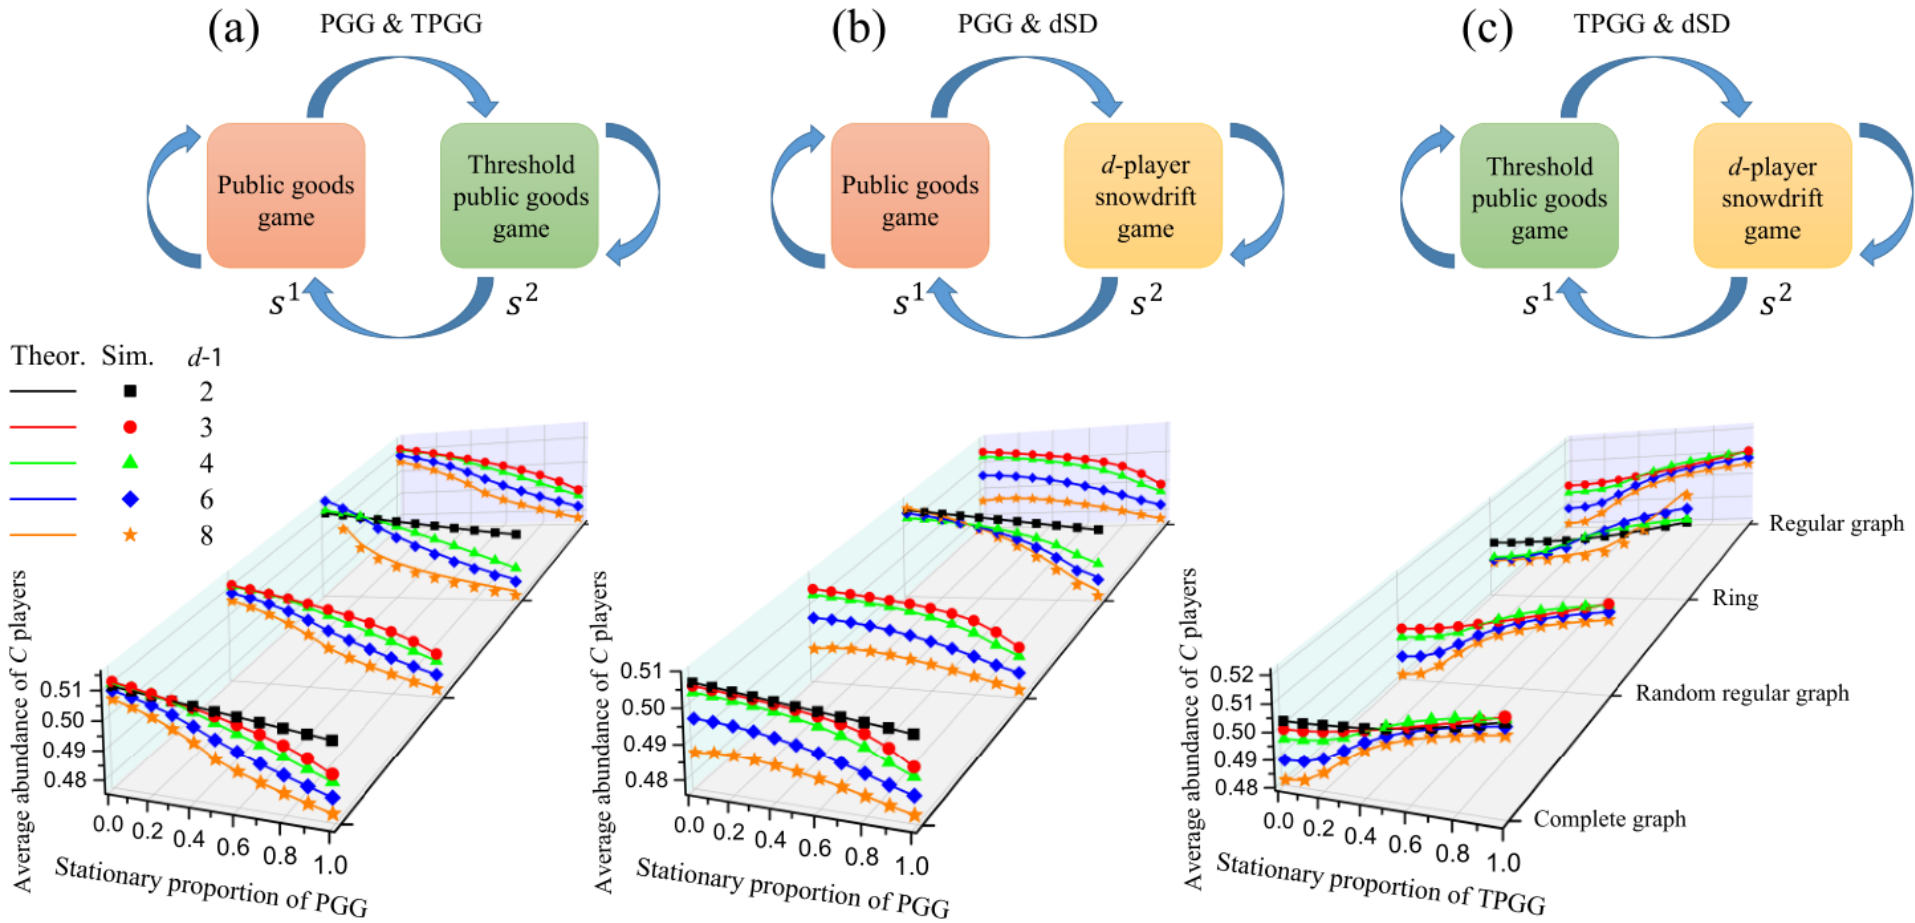 (a) PGG & TPGG
Public goods
game
Threshold
public goods
game
s¹ s²
(b) PGG & dSD
Public goods
game
d-player
snowdrift
game
s¹ s²
(c) TPGG & dSD
Threshold
public goods
game
d-player
snowdrift
game
s¹ s²
Theor. Sim. d-1
2
3
4
6
8
Average abundance of C players
0.51
0.50
0.49
0.48
0.0 0.2 0.4 0.6 0.8 1.0
Stationary proportion of PGG
Average abundance of C players
0.51
0.50
0.49
0.48
0.0 0.2 0.4 0.6 0.8 1.0
Stationary proportion of PGG
Average abundance of C players
0.52
0.51
0.50
0.49
0.48
0.0 0.2 0.4 0.6 0.8 1.0
Stationary proportion of TPGG
Regular graph
Ring
Random regular graph
Complete graph